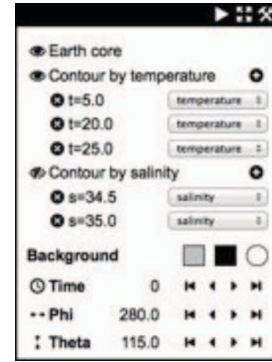 Earth core
Contour by temperature
t=5.0 temperature
t=20.0 temperature
t=25.0 temperature
Contour by salinity
s=34.5 salinity
s=35.0 salinity
Background
Time 0
Phi 280.0
Theta 115.0